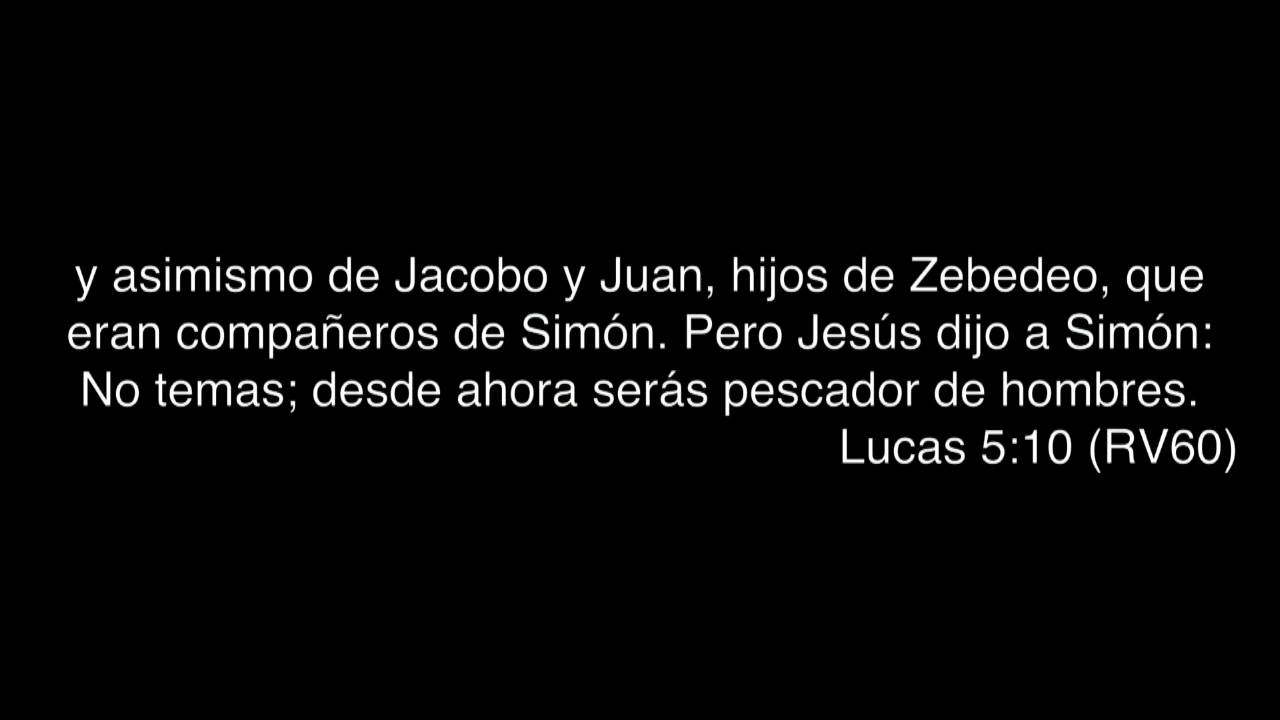 y asimismo de Jacobo y Juan, hijos de Zebedeo, que
eran compañeros de Simón. Pero Jesús dijo a Simón:
No temas; desde ahora serás pescador de hombres.
Lucas 5:10 (RV60)